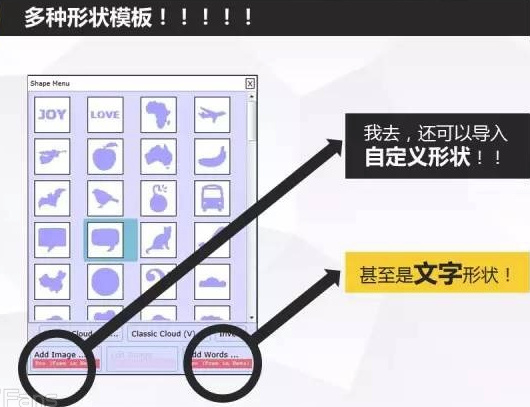 多种形状模板！！！！！
Shape Menu
X
JOY
LOVE
我去，还可以导入
自定义形状！！
甚至是文字形状！
Cloud
Classic Cloud (V)
Add Image ...
Add Words ...
Fans